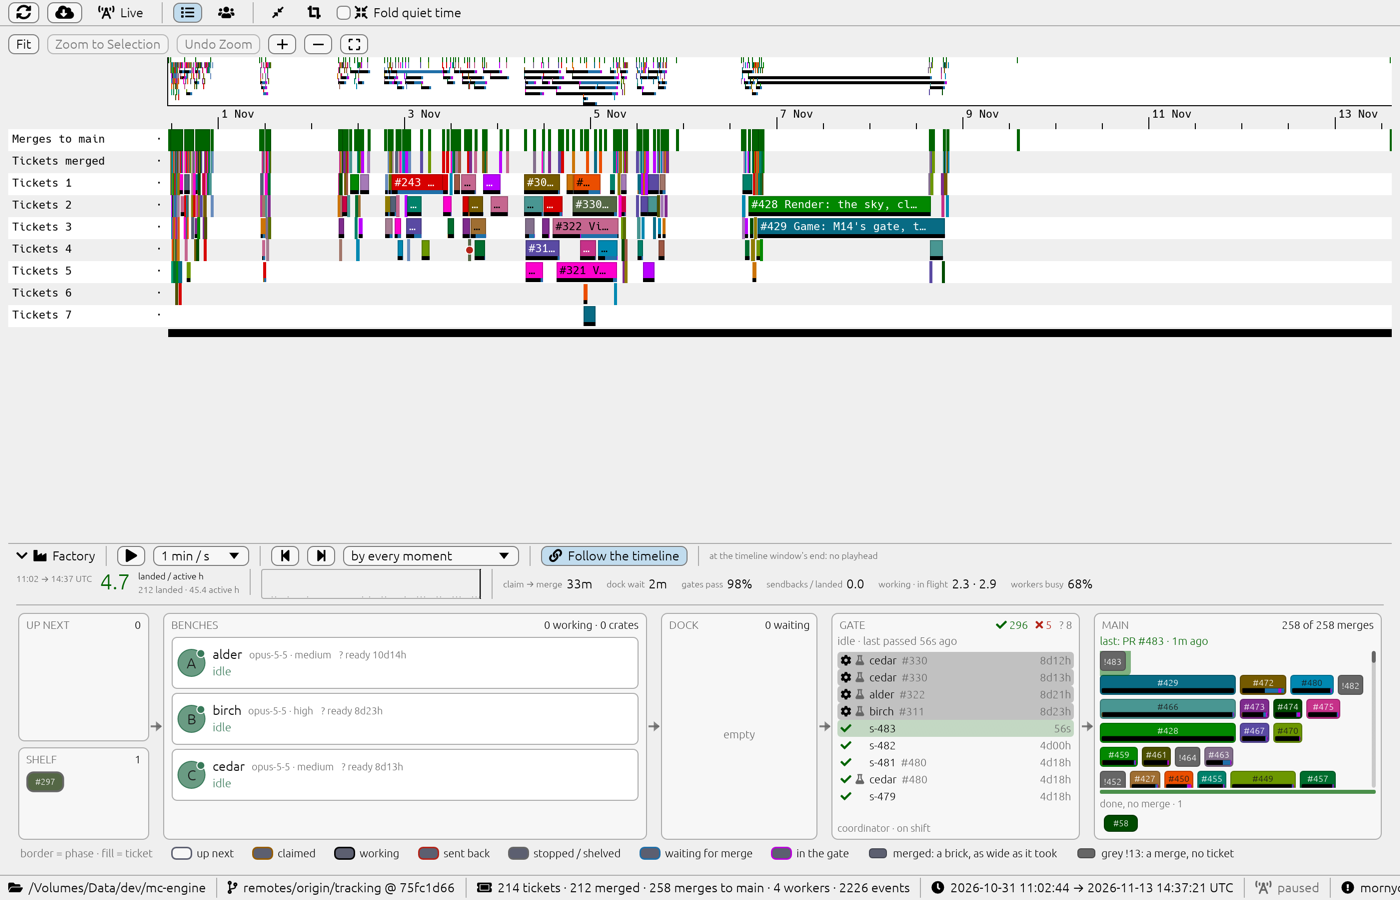 Live
Fold quiet time
Fit Zoom to Selection Undo Zoom
1 Nov 3 Nov 5 Nov 7 Nov 9 Nov 11 Nov 13 Nov
Merges to main
Tickets merged
Tickets 1 #243 … … … #30… #…
Tickets 2 … … … … … #330…
Tickets 2 #428 Render: the sky, cl…
Tickets 3 … … #322 Vi… #429 Game: M14's gate, t…
Tickets 4 #31… … …
Tickets 5 … #321 V…
Tickets 6
Tickets 7
Factory 1 min / s by every moment Follow the timeline at the timeline window's end: no playhead
11:02 → 14:37 UTC 4.7 landed / active h
212 landed · 45.4 active h
claim → merge 33m dock wait 2m gates pass 98% sendbacks / landed 0.0 working · in flight 2.3 · 2.9 workers busy 68%
UP NEXT 0
SHELF 1
#297
BENCHES 0 working · 0 crates
A alder opus-5-5 · medium ? ready 10d14h
idle
B birch opus-5-5 · high ? ready 8d23h
idle
C cedar opus-5-5 · medium ? ready 8d13h
idle
DOCK 0 waiting
empty
GATE 296 5 ? 8
idle · last passed 56s ago
cedar #330 8d12h
cedar #330 8d13h
alder #322 8d21h
birch #311 8d23h
s-483 56s
s-482 4d00h
s-481 #480 4d18h
cedar #480 4d18h
s-479 4d18h
coordinator · on shift
MAIN 258 of 258 merges
last: PR #483 · 1m ago
!483
#429 #472 #480 !482
#466 #473 #474 #475
#428 #467 #470
#459 #461 !464 #463
!452 #427 #450 #455 #449 #457
done, no merge · 1
#58
border = phase · fill = ticket up next claimed working sent back stopped / shelved waiting for merge in the gate merged: a brick, as wide as it took grey !13: a merge, no ticket
/Volumes/Data/dev/mc-engine remotes/origin/tracking @ 75fc1d66 214 tickets · 212 merged · 258 merges to main · 4 workers · 2226 events 2026-10-31 11:02:44 → 2026-11-13 14:37:21 UTC paused